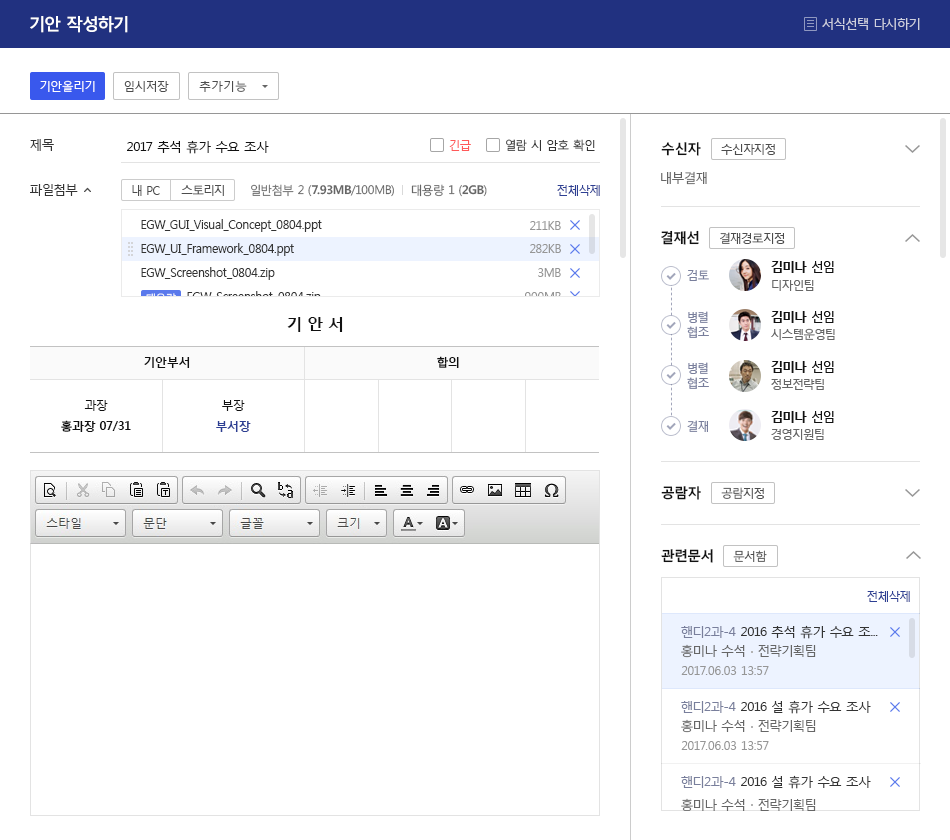 기안 작성하기
서식선택 다시하기
기안올리기 임시저장 추가기능
제목 2017 추석 휴가 수요 조사 긴급 열람 시 암호 확인
파일첨부 내 PC 스토리지 일반첨부 2 (7.93MB/100MB) 대용량 1 (2GB) 전체삭제
EGW_GUI_Visual_Concept_0804.ppt 211KB
EGW_UI_Framework_0804.ppt 282KB
EGW_Screenshot_0804.zip 3MB
EGW_Screenshot_0804.zip 900MB
기 안 서
기안부서 합의
과장 부장
홍과장 07/31 부서장
스타일 문단 글꼴 크기 A A
수신자 수신자지정
내부결재
결재선 결재경로지정
검토 김미나 선임
디자인팀
병렬 협조 김미나 선임
시스템운영팀
병렬 협조 김미나 선임
정보전략팀
결재 김미나 선임
경영지원팀
공람자 공람지정
관련문서 문서함
전체삭제
핸디2과-4 2016 추석 휴가 수요 조...
홍미나 수석 · 전략기획팀
2017.06.03 13:57
핸디2과-4 2016 설 휴가 수요 조사
홍미나 수석 · 전략기획팀
2017.06.03 13:57
핸디2과-4 2016 설 휴가 수요 조사
홍미나 수석 · 전략기획팀